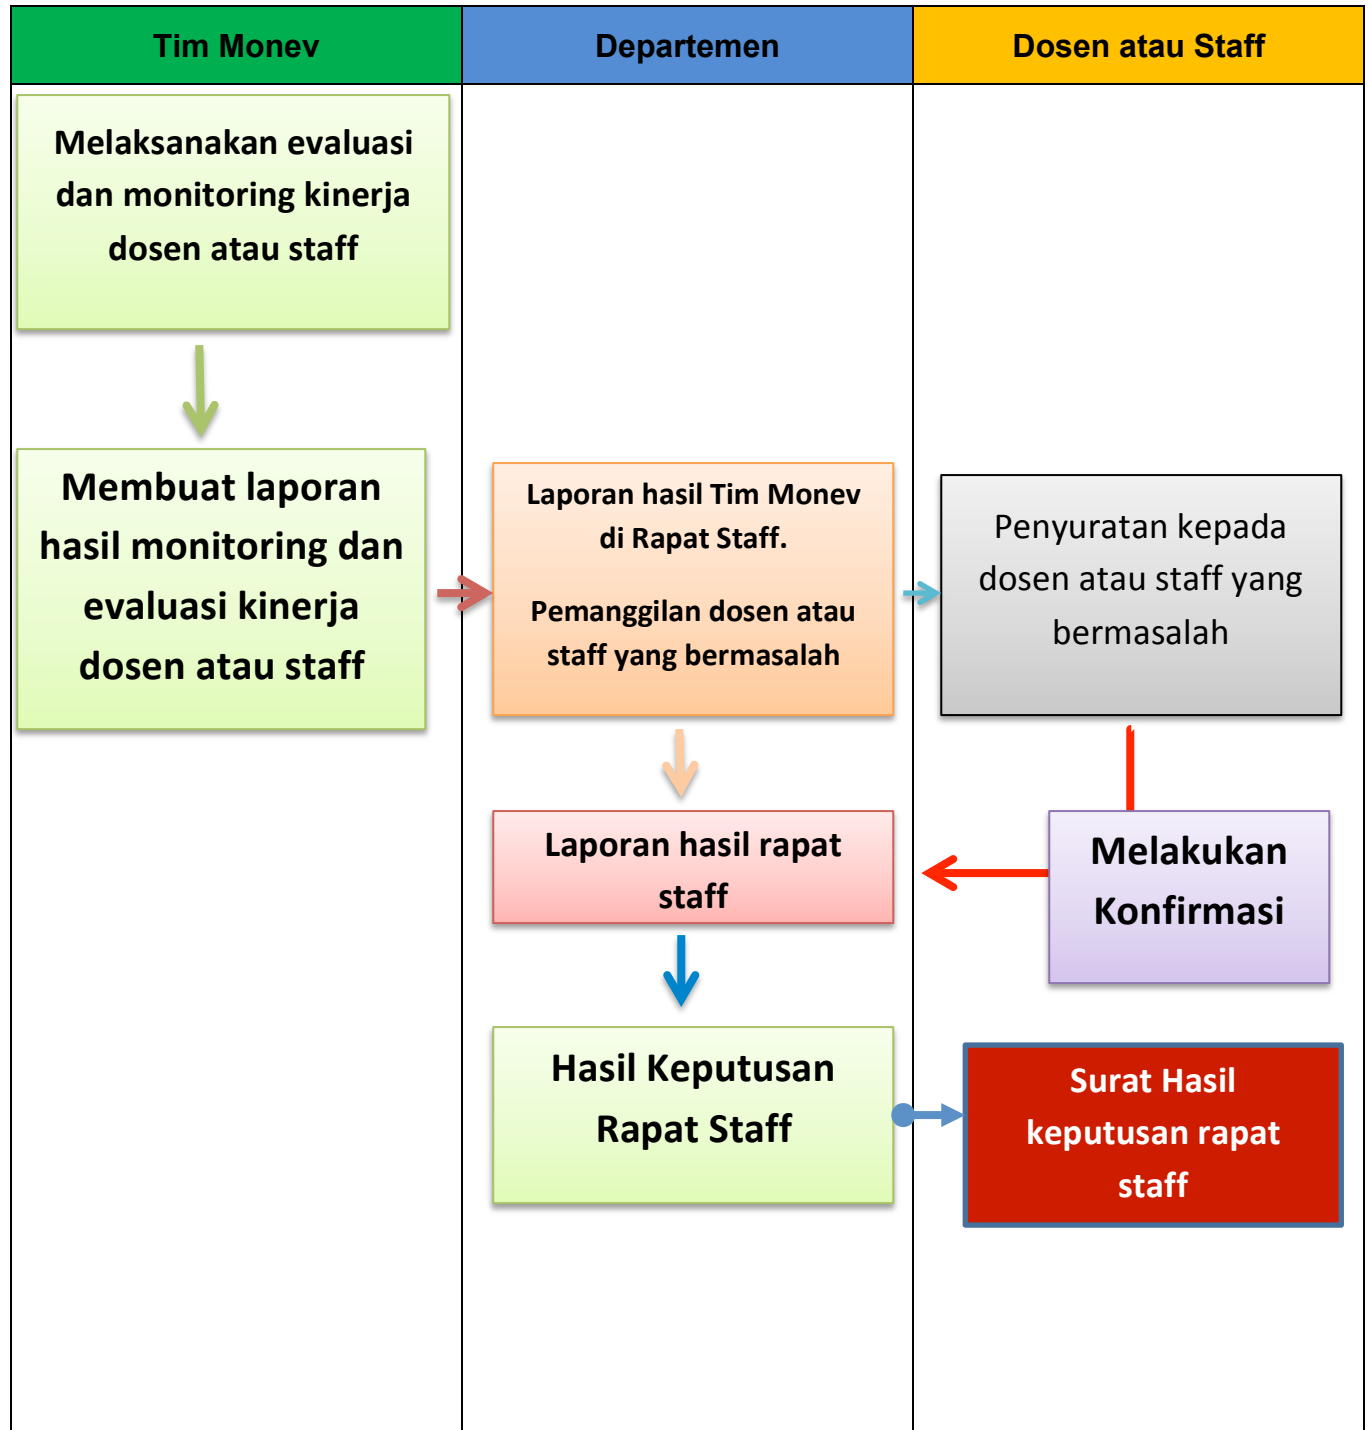 Tim Monev
Departemen
Dosen atau Staff
Melaksanakan evaluasi
dan monitoring kinerja
dosen atau staff
Membuat laporan
hasil monitoring dan
evaluasi kinerja
dosen atau staff
Laporan hasil Tim Monev
di Rapat Staff.
Pemanggilan dosen atau
staff yang bermasalah
Penyuratan kepada
dosen atau staff yang
bermasalah
Laporan hasil rapat
staff
Melakukan
Konfirmasi
Hasil Keputusan
Rapat Staff
Surat Hasil
keputusan rapat
staff